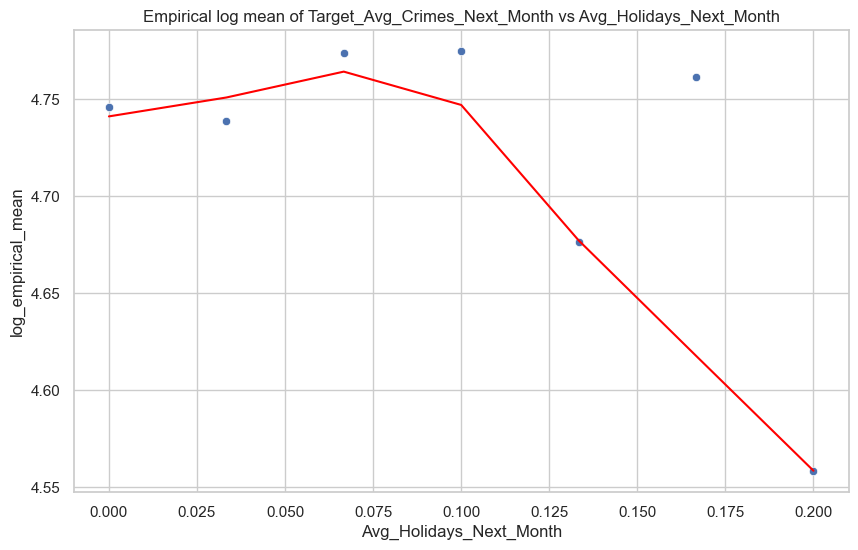 Empirical log mean of Target_Avg_Crimes_Next_Month vs Avg_Holidays_Next_Month
log_empirical_mean
4.75
4.70
4.65
4.60
4.55
0.000 0.025 0.050 0.075 0.100 0.125 0.150 0.175 0.200
Avg_Holidays_Next_Month